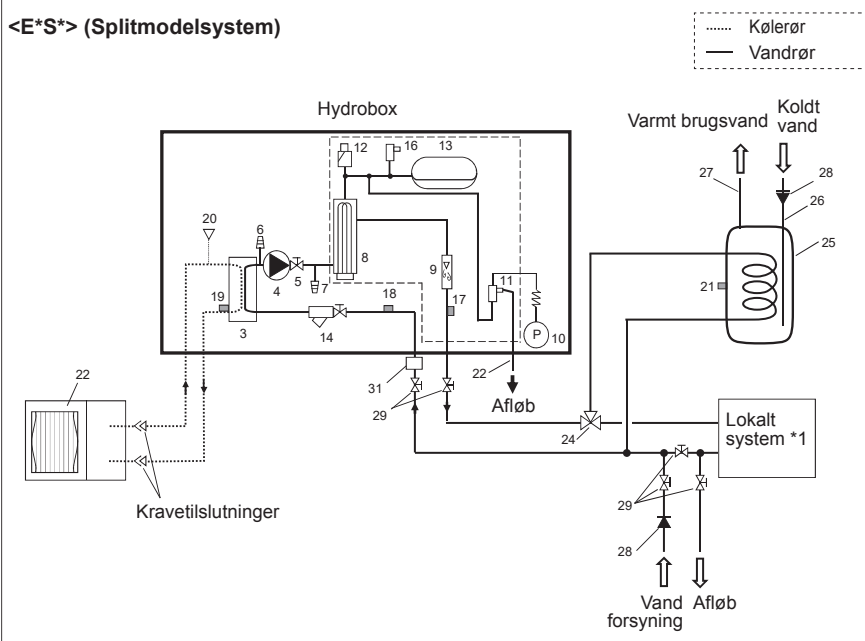 <E*S*> (Splitmodelsystem)
Kølerør
Vandrør
Hydrobox
Varmt brugsvand
Koldt
vand
12
16
13
27
28
26
20
6
25
8
4
5
7
9
11
21
19
18
17
3
14
P
10
22
31
22
29
Afløb
24
Lokalt
system *1
Kravetilslutninger
29
28
Vand
forsyning
Afløb